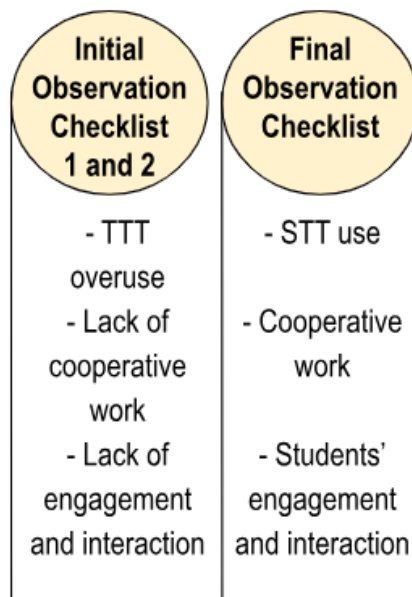 Initial
Observation
Checklist
1 and 2
- TTT
overuse
- Lack of
cooperative
work
- Lack of
engagement
and interaction
Final
Observation
Checklist
- STT use
- Cooperative
work
- Students’
engagement
and interaction